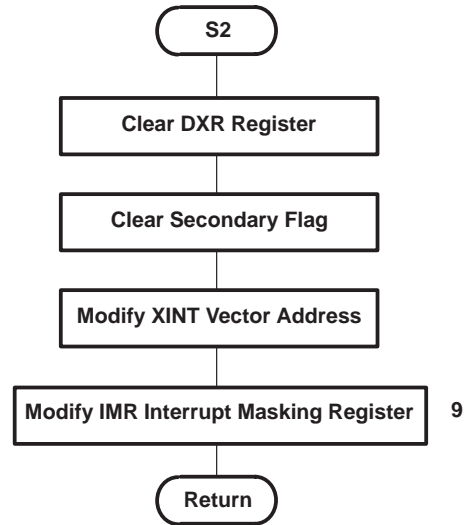 S2
Clear DXR Register
Clear Secondary Flag
Modify XINT Vector Address
Modify IMR Interrupt Masking Register 9
Return